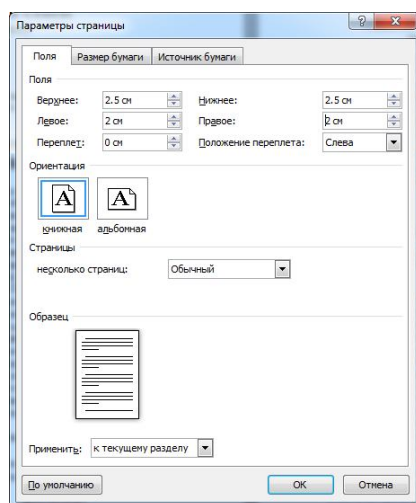 Параметры страницы
Поля Размер бумаги Источник бумаги
Поля
Верхнее: 2.5 см Нижнее: 2.5 см
Левое: 2 см Правое: 2 см
Переплет: 0 см Положение переплета: Слева
Ориентация
A A
книжная альбомная
Страницы
несколько страниц: Обычный
Образец
Применить: к текущему разделу
По умолчанию ОК Отмена